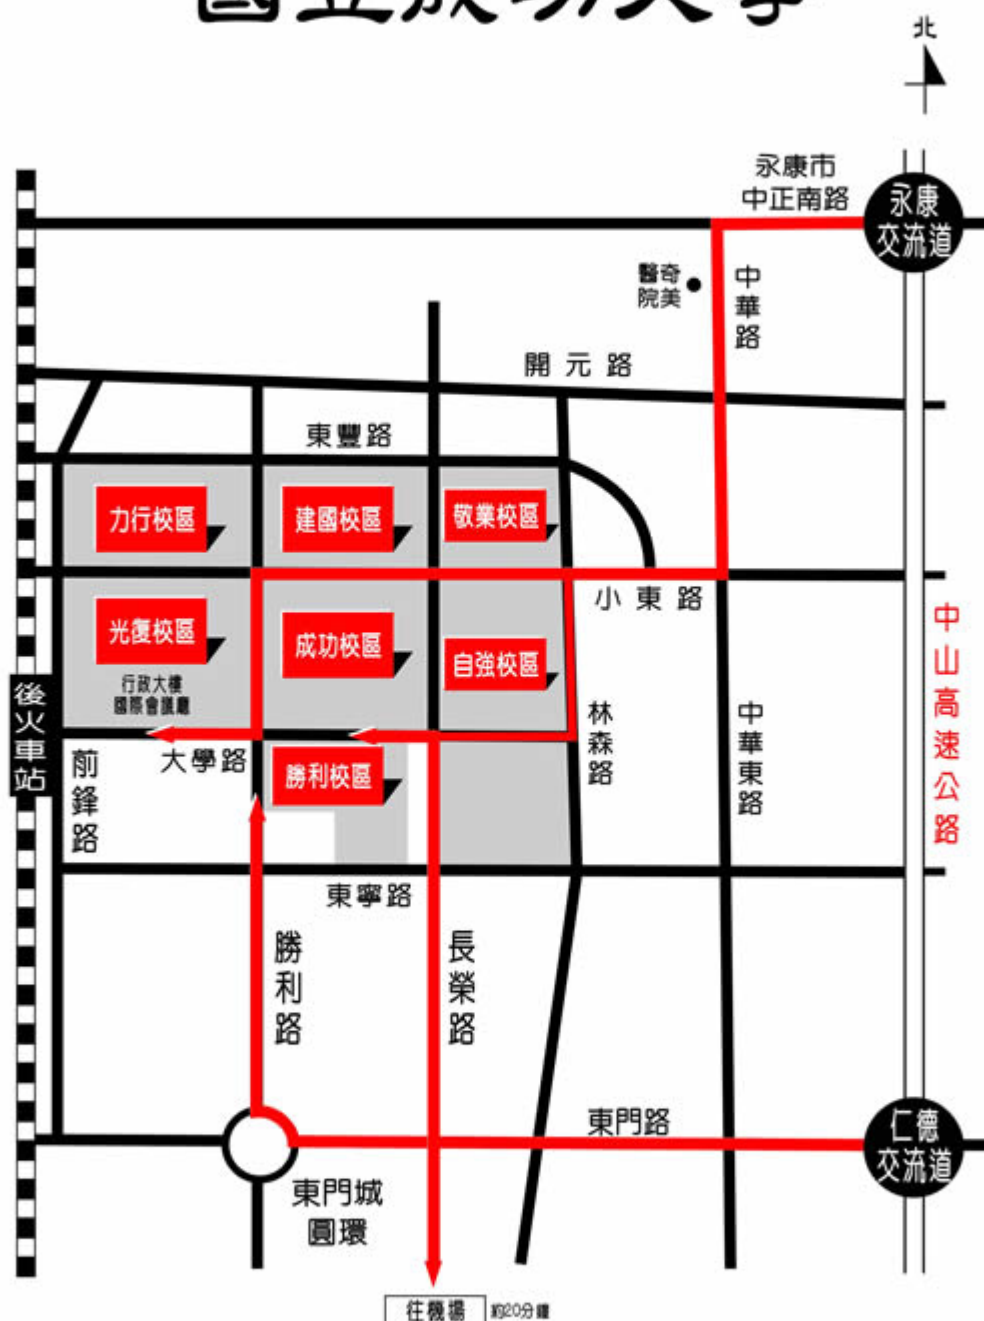 國立成功大學
北
永康市
中正南路
永康
交流道
奇美
醫院
中華路
開元路
東豐路
力行校區
建國校區
敬業校區
小東路
光復校區
成功校區
自強校區
行政大樓
國際會議廳
中山高速公路
後火車站
前鋒路
大學路
勝利校區
林森路
中華東路
東寧路
勝利路
長榮路
東門路
仁德
交流道
東門城
圓環
往機場 約20分鐘